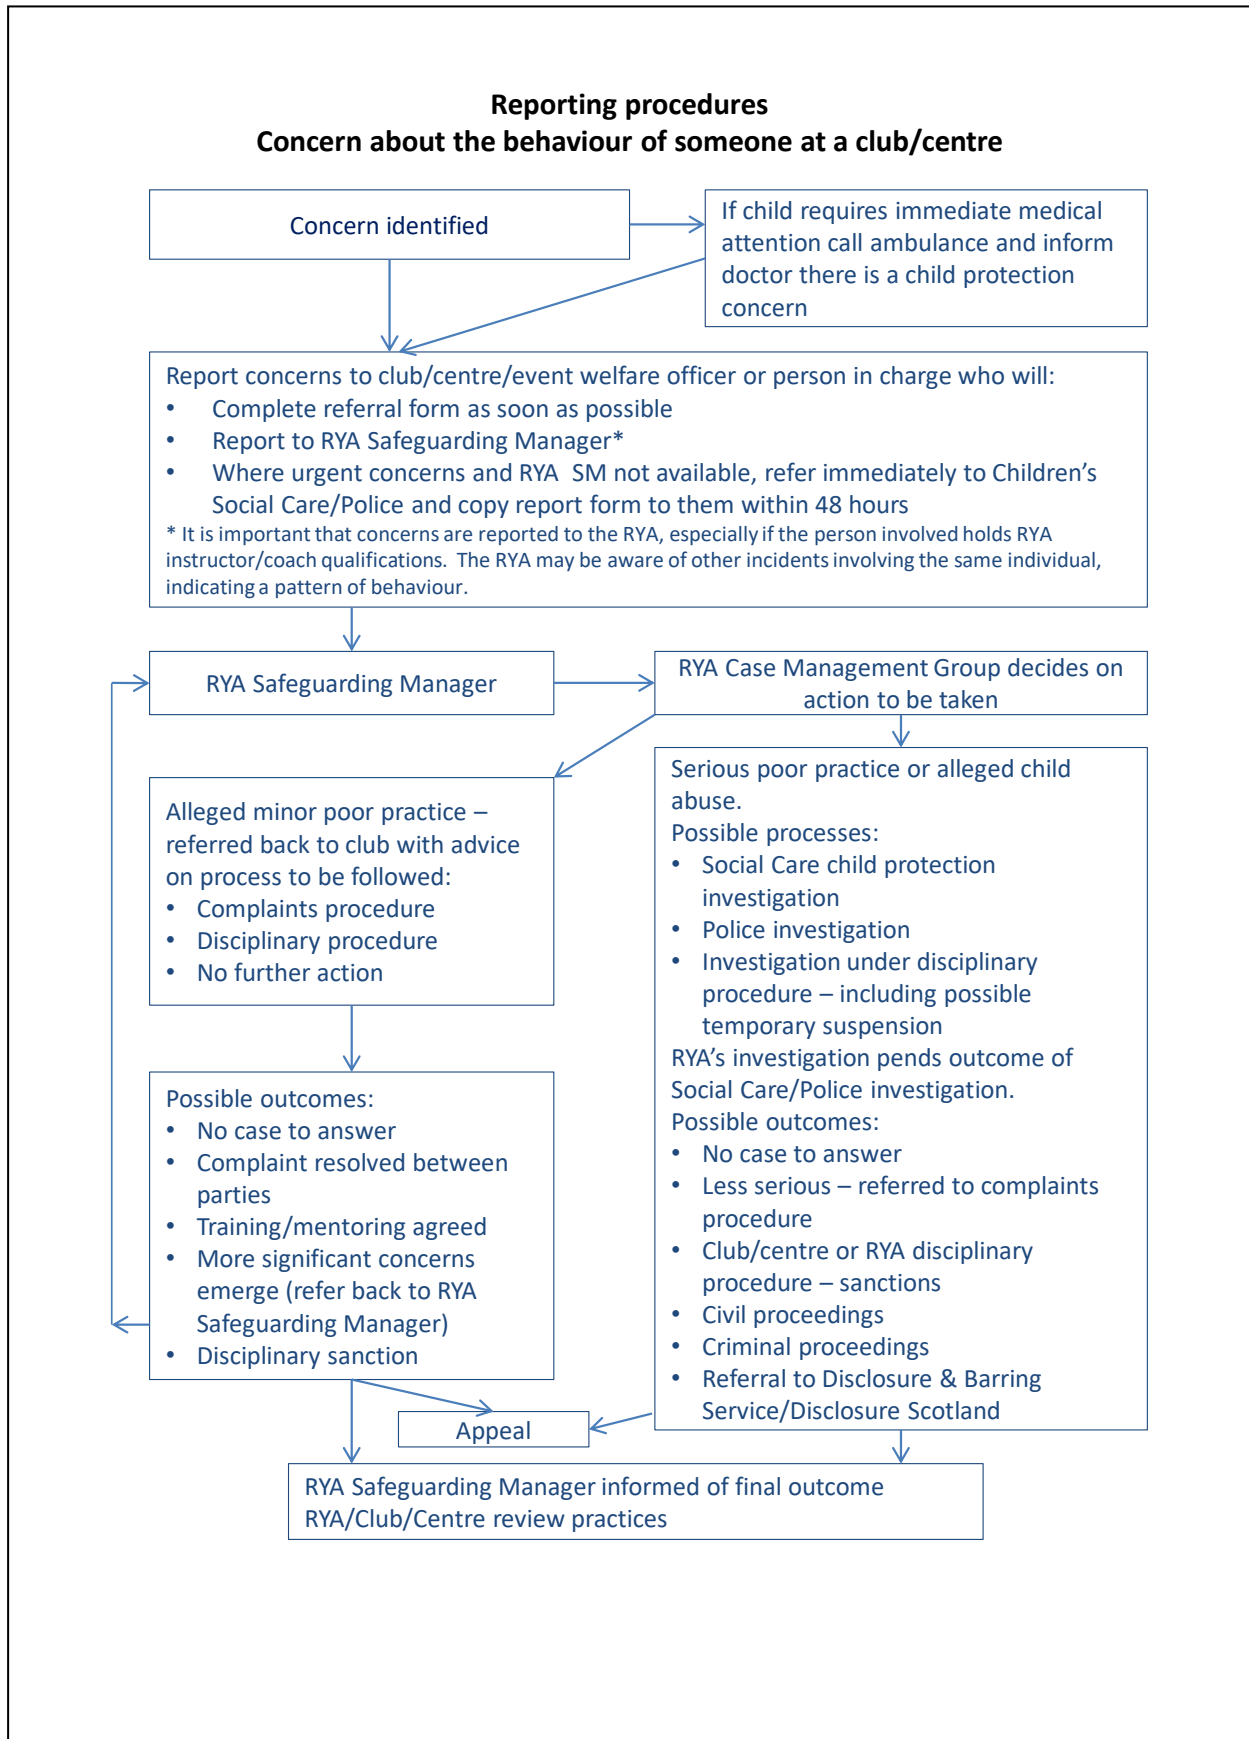 Reporting procedures
Concern about the behaviour of someone at a club/centre
Concern identified
If child requires immediate medical
attention call ambulance and inform
doctor there is a child protection
concern
Report concerns to club/centre/event welfare officer or person in charge who will:
• Complete referral form as soon as possible
• Report to RYA Safeguarding Manager*
• Where urgent concerns and RYA  SM not available, refer immediately to Children’s
Social Care/Police and copy report form to them within 48 hours
* It is important that concerns are reported to the RYA, especially if the person involved holds RYA
instructor/coach qualifications.  The RYA may be aware of other incidents involving the same individual,
indicating a pattern of behaviour.
RYA Safeguarding Manager
RYA Case Management Group decides on
action to be taken
Alleged minor poor practice –
referred back to club with advice
on process to be followed:
• Complaints procedure
• Disciplinary procedure
• No further action
Serious poor practice or alleged child
abuse.
Possible processes:
• Social Care child protection
investigation
• Police investigation
• Investigation under disciplinary
procedure – including possible
temporary suspension
RYA’s investigation pends outcome of
Social Care/Police investigation.
Possible outcomes:
• No case to answer
• Less serious – referred to complaints
procedure
• Club/centre or RYA disciplinary
procedure – sanctions
• Civil proceedings
• Criminal proceedings
• Referral to Disclosure & Barring
Service/Disclosure Scotland
Possible outcomes:
• No case to answer
• Complaint resolved between
parties
• Training/mentoring agreed
• More significant concerns
emerge (refer back to RYA
Safeguarding Manager)
• Disciplinary sanction
Appeal
RYA Safeguarding Manager informed of final outcome
RYA/Club/Centre review practices